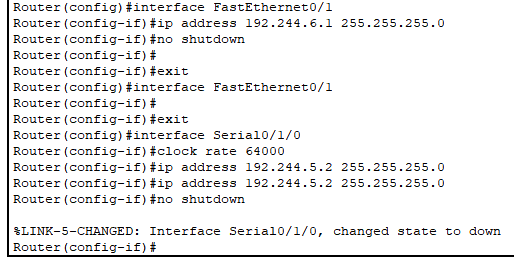 Router(config)#interface FastEthernet0/1
Router(config-if)#ip address 192.244.6.1 255.255.255.0
Router(config-if)#no shutdown
Router(config-if)#
Router(config-if)#exit
Router(config)#interface FastEthernet0/1
Router(config-if)#
Router(config-if)#exit
Router(config)#interface Serial0/1/0
Router(config-if)#clock rate 64000
Router(config-if)#ip address 192.244.5.2 255.255.255.0
Router(config-if)#ip address 192.244.5.2 255.255.255.0
Router(config-if)#no shutdown
%LINK-5-CHANGED: Interface Serial0/1/0, changed state to down
Router(config-if)#